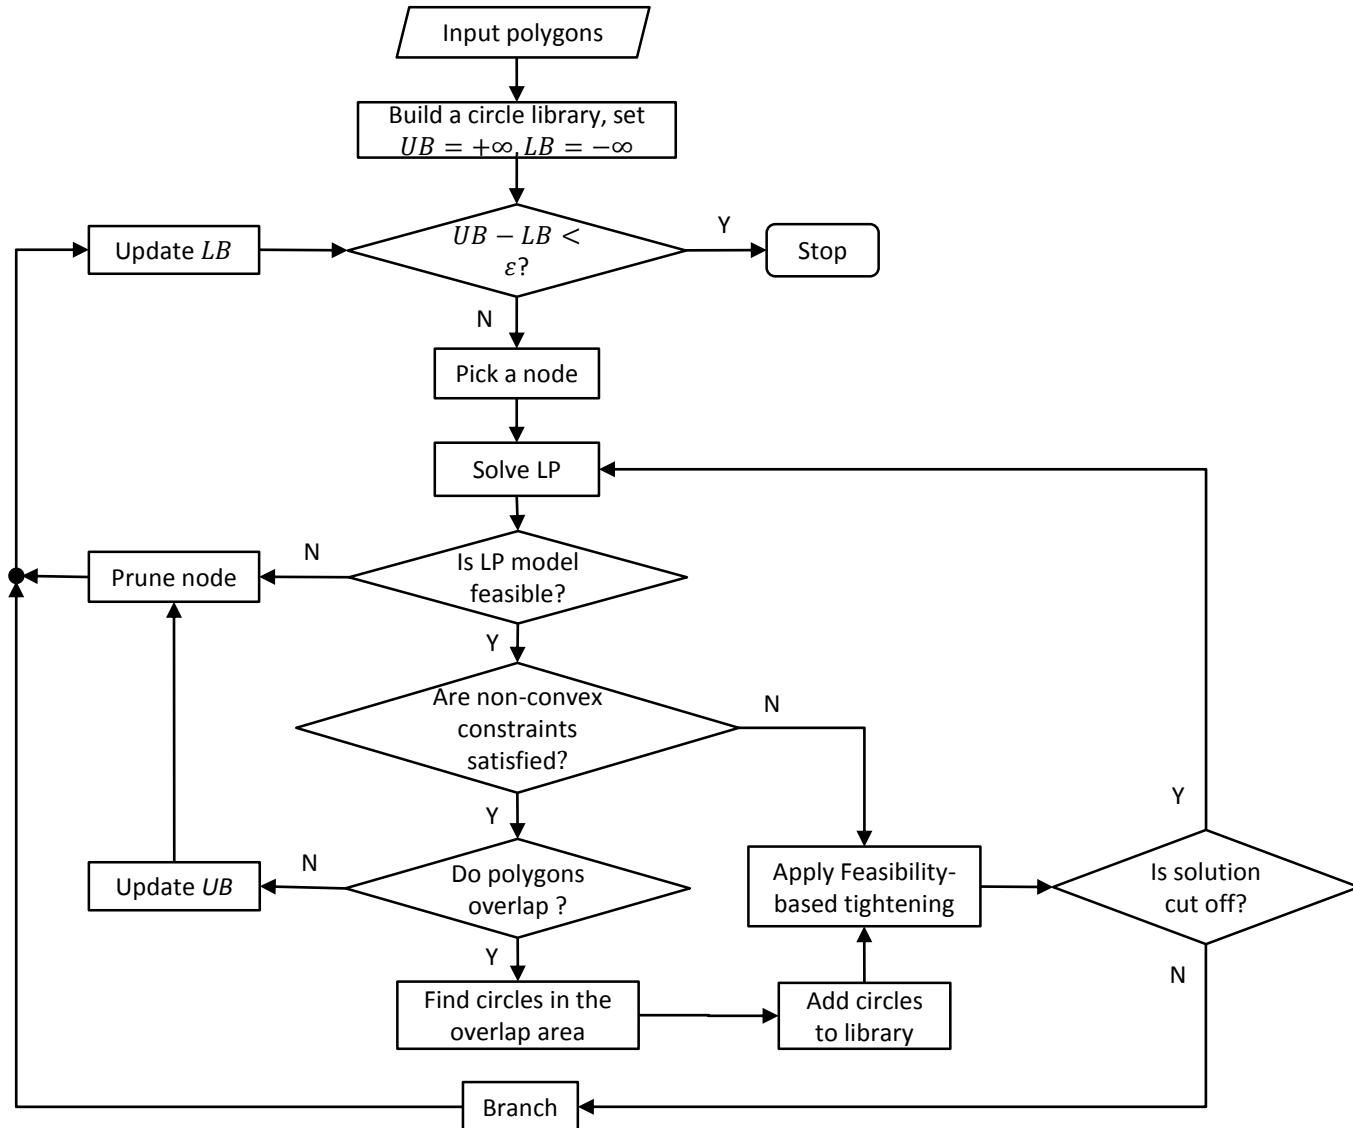 Input polygons
Build a circle library, set
𝑈𝐵 = +∞, 𝐿𝐵 = −∞
Update 𝐿𝐵
𝑈𝐵 − 𝐿𝐵 <
𝜀?
Y
Stop
N
Pick a node
Solve LP
Prune node
N
Is LP model
feasible?
Y
Are non-convex
constraints
satisfied?
N
Y
Y
Update UB
N
Do polygons
overlap ?
Apply Feasibility-
based tightening
Is solution
cut off?
Y
N
Find circles in the
overlap area
Add circles
to library
Branch